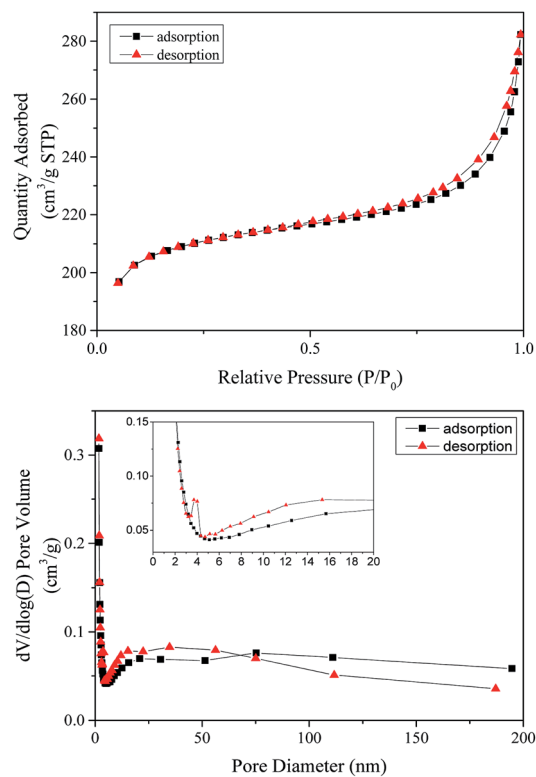 280
260
240
220
200
180
Quantity Adsorbed
(cm³/g STP)
adsorption
desorption
0.0
0.5
1.0
Relative Pressure (P/P₀)
0.3
0.2
0.1
0.0
dV/dlog(D) Pore Volume
(cm³/g)
0.15
0.10
0.05
0 2 4 6 8 10 12 14 16 18 20
adsorption
desorption
0 50 100 150 200
Pore Diameter (nm)